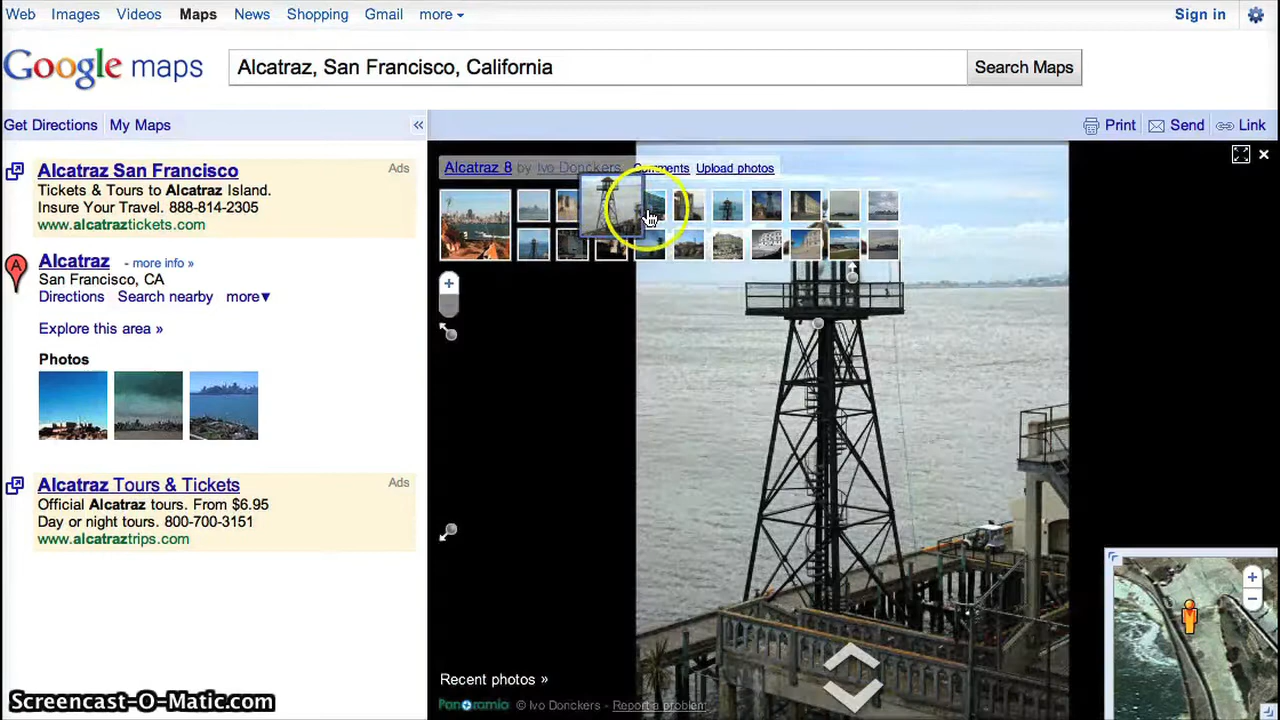 Web Images Videos Maps News Shopping Gmail more
Sign in
Google maps
Alcatraz, San Francisco, California
Search Maps
Get Directions My Maps
«
Print Send Link
Alcatraz San Francisco
Ads
Tickets & Tours to Alcatraz Island.
Insure Your Travel. 888-814-2305
www.alcatraztickets.com
A
Alcatraz - more info »
San Francisco, CA
Directions Search nearby more▼
Explore this area »
Photos
Alcatraz Tours & Tickets
Ads
Official Alcatraz tours. From $6.95
Day or night tours. 800-700-3151
www.alcatraztrips.com
Alcatraz 8 by Ivo Donckers Comments Upload photos
Recent photos »
Panoramio © Ivo Donckers - Report a problem
Screencast-O-Matic.com